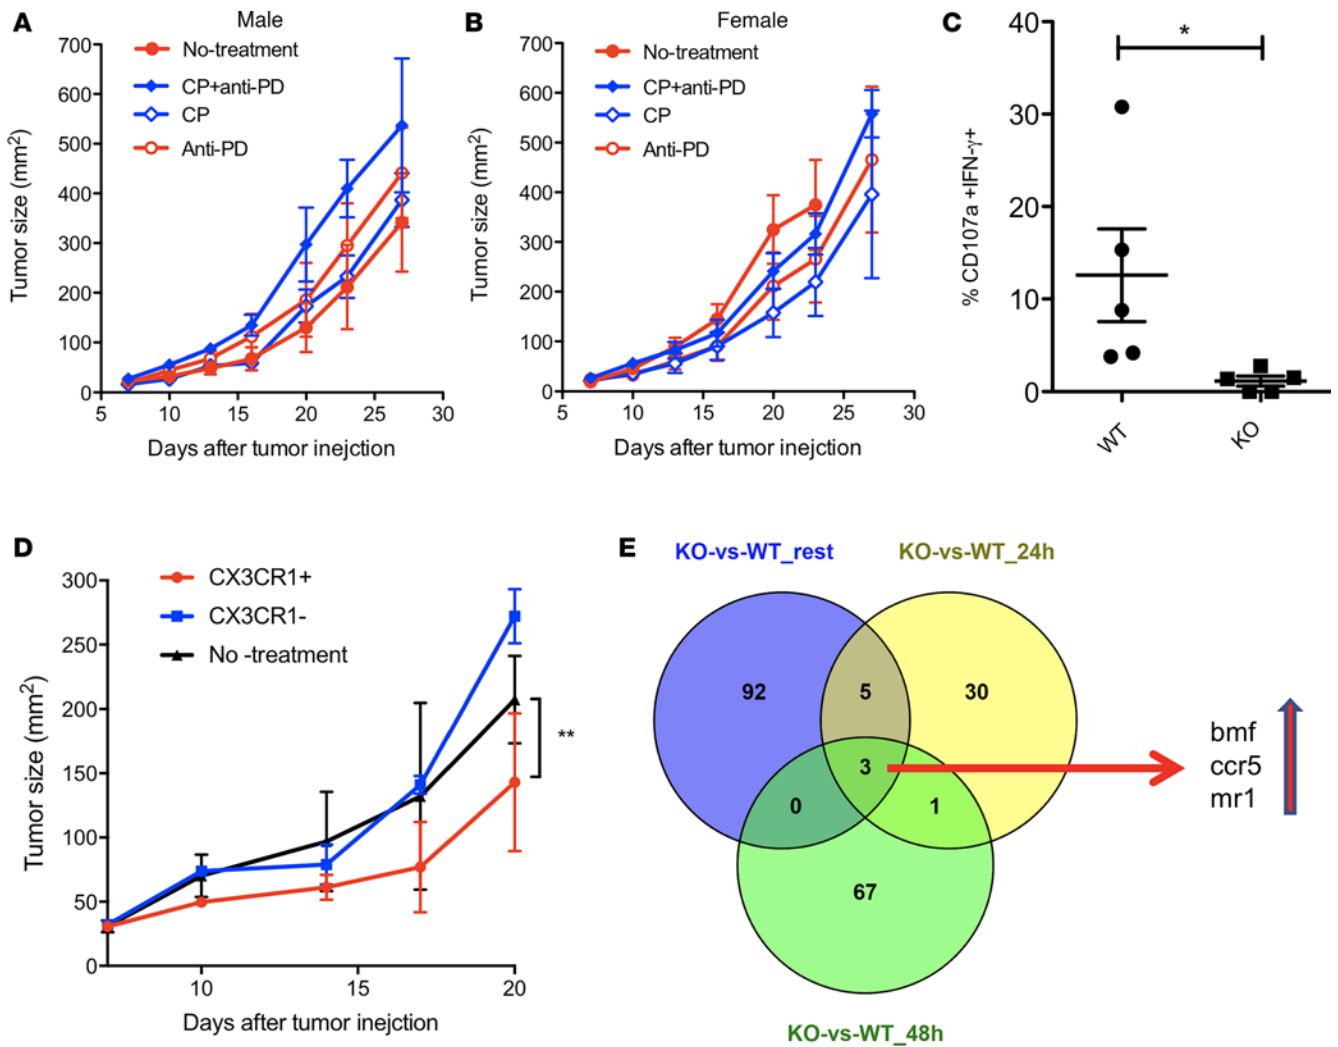 A
Male
700
600
500
400
300
200
100
0
5
10
15
20
25
30
Tumor size (mm²)
Days after tumor inejction
No-treatment
CP+anti-PD
CP
Anti-PD
B
Female
700
600
500
400
300
200
100
0
5
10
15
20
25
30
Tumor size (mm²)
Days after tumor inejction
No-treatment
CP+anti-PD
CP
Anti-PD
C
40
30
20
10
0
% CD107a +IFN-γ+
*
WT
KO
D
300
250
200
150
100
50
0
10
15
20
Tumor size (mm²)
Days after tumor inejction
CX3CR1+
CX3CR1-
No -treatment
**
E
KO-vs-WT_rest
KO-vs-WT_24h
92
5
30
3
0
1
67
KO-vs-WT_48h
bmf
ccr5
mr1